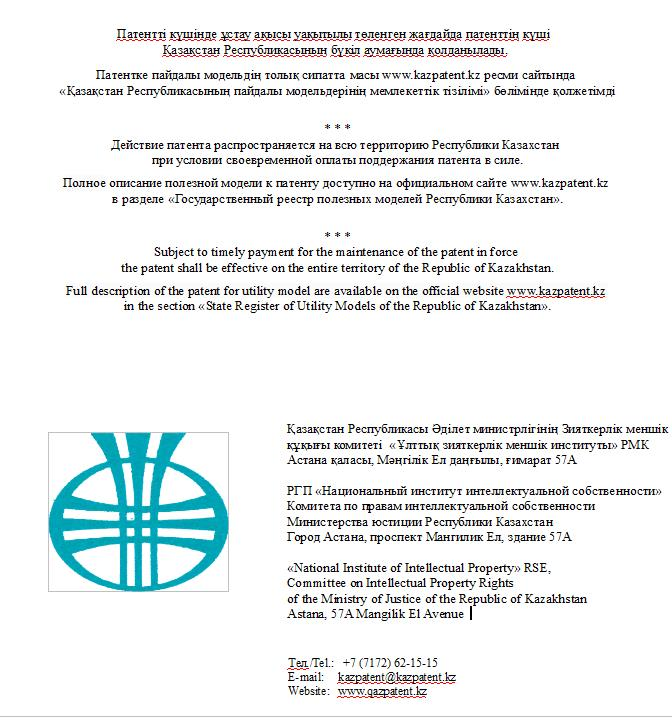 Патентті күшінде ұстау ақысы уақытылы төленген жағдайда патенттің күші
Қазақстан Республикасының бүкіл аумағында қолданылады.
Патентке пайдалы модельдің толық сипатта масы www.kazpatent.kz ресми сайтында
«Қазақстан Республикасының пайдалы модельдерінің мемлекеттік тізілімі» бөлімінде қолжетімді
* * *
Действие патента распространяется на всю территорию Республики Казахстан
при условии своевременной оплаты поддержания патента в силе.
Полное описание полезной модели к патенту доступно на официальном сайте www.kazpatent.kz
в разделе «Государственный реестр полезных моделей Республики Казахстан».
* * *
Subject to timely payment for the maintenance of the patent in force
the patent shall be effective on the entire territory of the Republic of Kazakhstan.
Full description of the patent for utility model are available on the official website www.kazpatent.kz
in the section «State Register of Utility Models of the Republic of Kazakhstan».
Қазақстан Республикасы Әділет министрлігінің Зияткерлік меншік
құқығы комитеті «Ұлттық зияткерлік меншік институты» РМК
Астана қаласы, Мәңгілік Ел даңғылы, ғимарат 57А
РГП «Национальный институт интеллектуальной собственности»
Комитета по правам интеллектуальной собственности
Министерства юстиции Республики Казахстан
Город Астана, проспект Мангилик Ел, здание 57А
«National Institute of Intellectual Property» RSE,
Committee on Intellectual Property Rights
of the Ministry of Justice of the Republic of Kazakhstan
Astana, 57A Mangilik El Avenue
Тел./Tel.: +7 (7172) 62-15-15
E-mail: kazpatent@kazpatent.kz
Website: www.qazpatent.kz